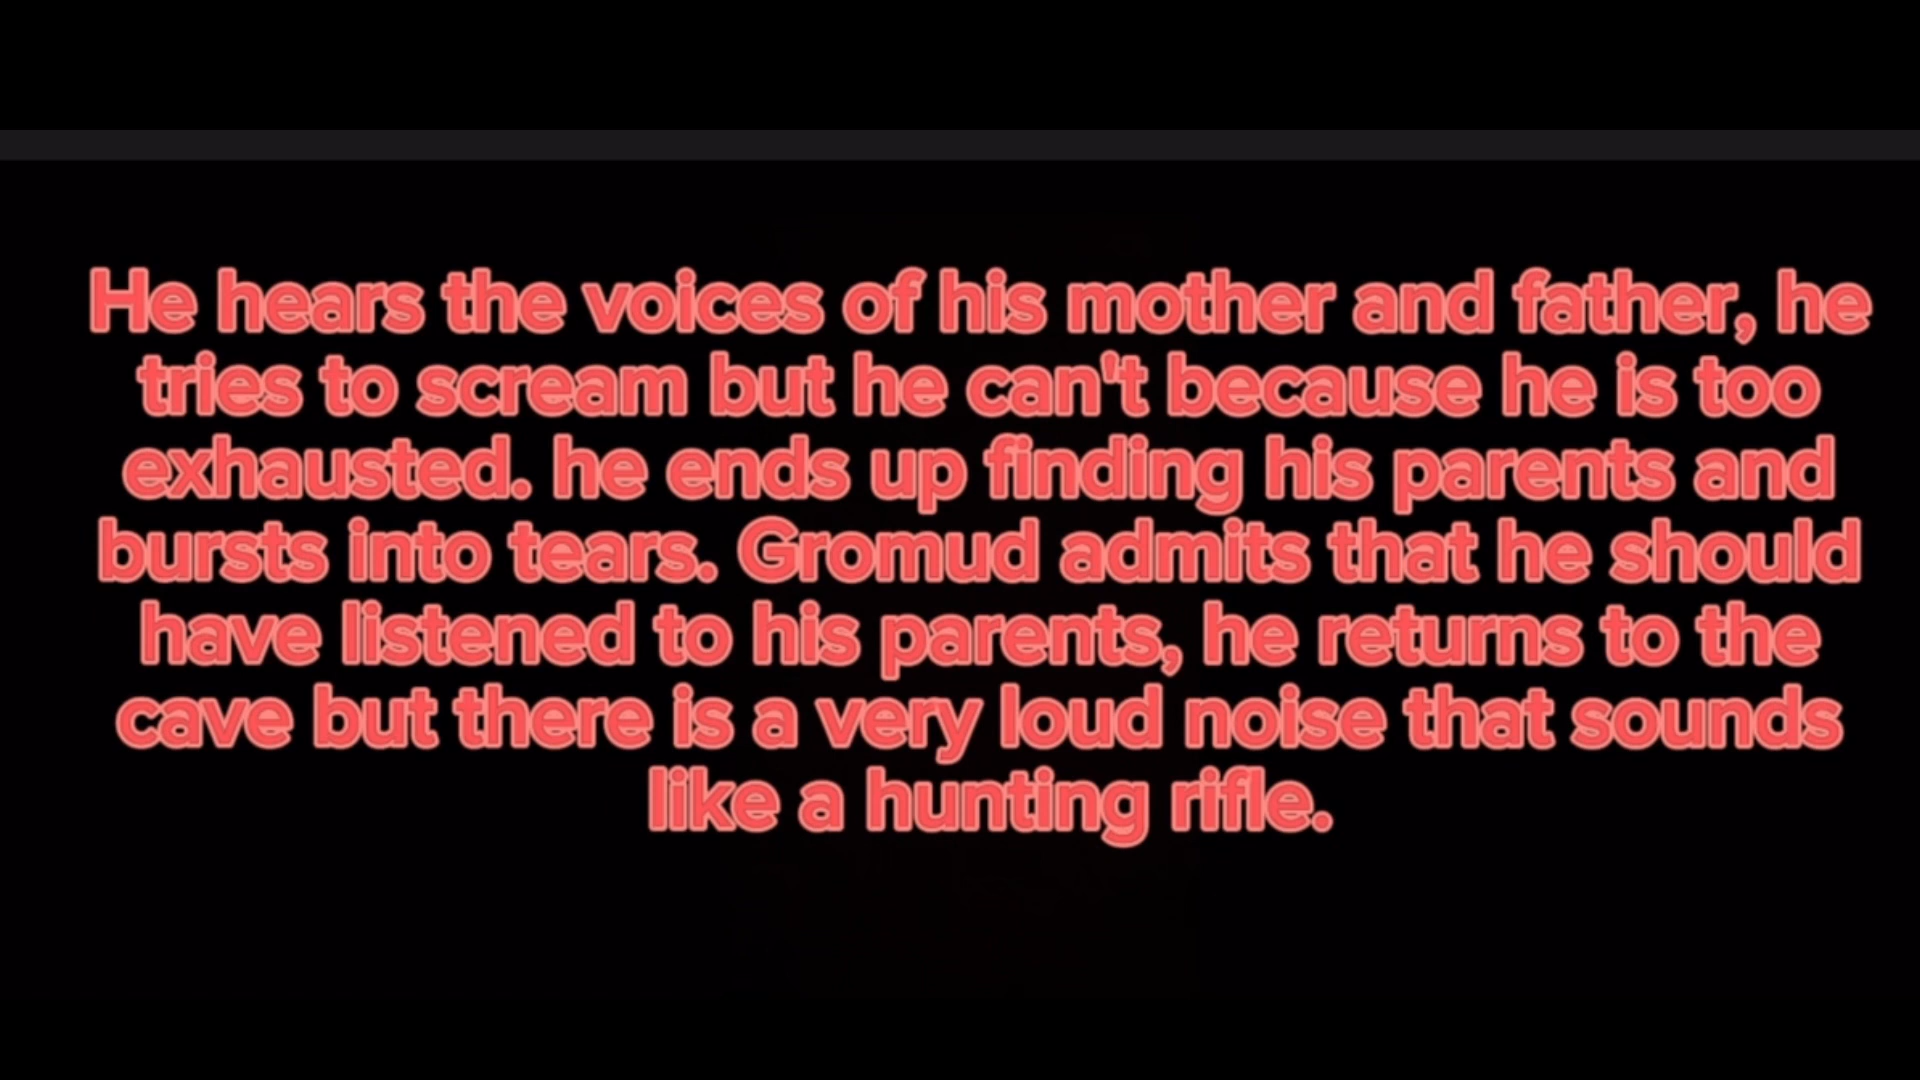 He hears the voices of his mother and father, he
tries to scream but he can't because he is too
exhausted. he ends up finding his parents and
bursts into tears. Gromud admits that he should
have listened to his parents, he returns to the
cave but there is a very loud noise that sounds
like a hunting rifle.